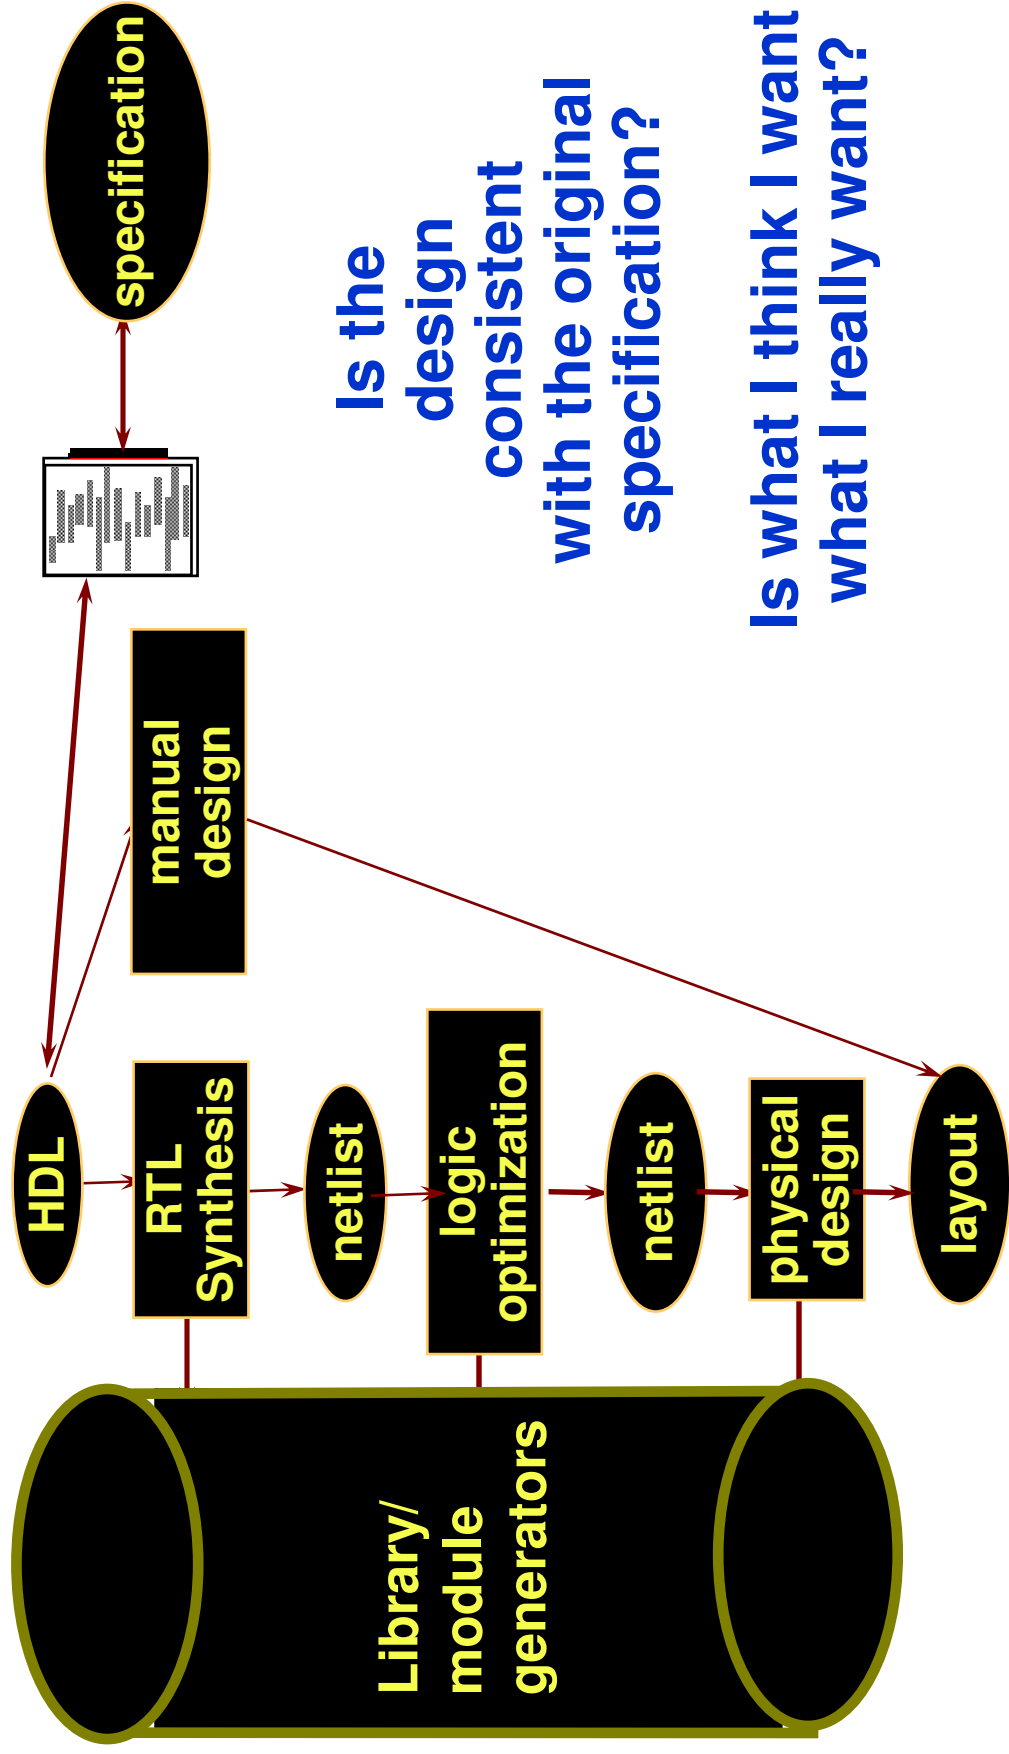 specification
Is the
design
consistent
with the original
specification?
Is what I think I want
what I really want?
manual
design
HDL
RTL
Synthesis
netlist
logic
optimization
netlist
physical
design
layout
Library/
module
generators